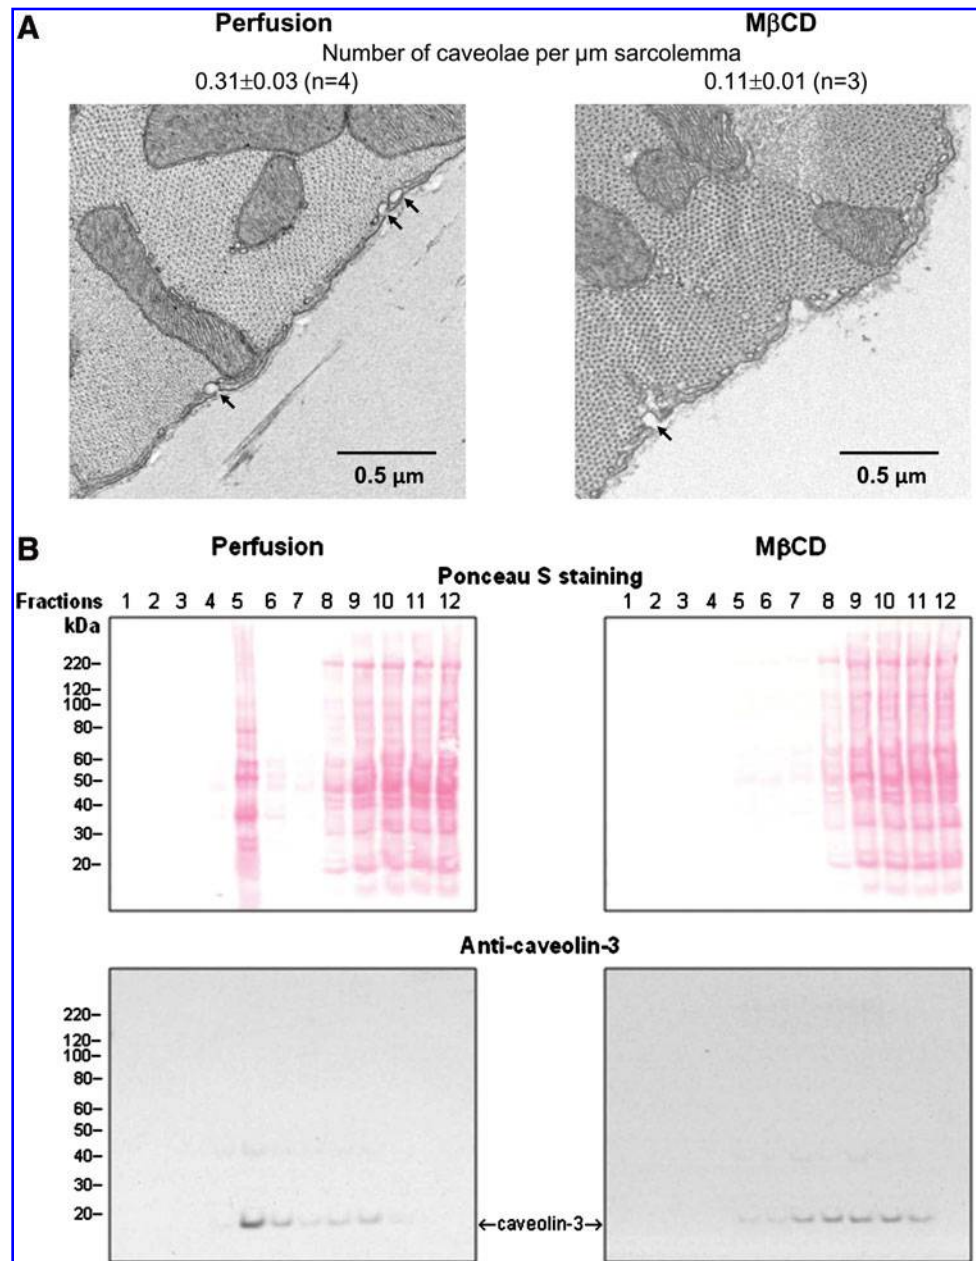 A
Perfusion MβCD
Number of caveolae per μm sarcolemma
0.31±0.03 (n=4) 0.11±0.01 (n=3)
0.5 μm 0.5 μm
B
Perfusion MβCD
Ponceau S staining
Fractions 1 2 3 4 5 6 7 8 9 10 11 12 1 2 3 4 5 6 7 8 9 10 11 12
kDa
220–
120–
100–
80–
60–
50–
40–
30–
20–
Anti-caveolin-3
220–
120–
100–
80–
60–
50–
40–
30–
20–
←caveolin-3→